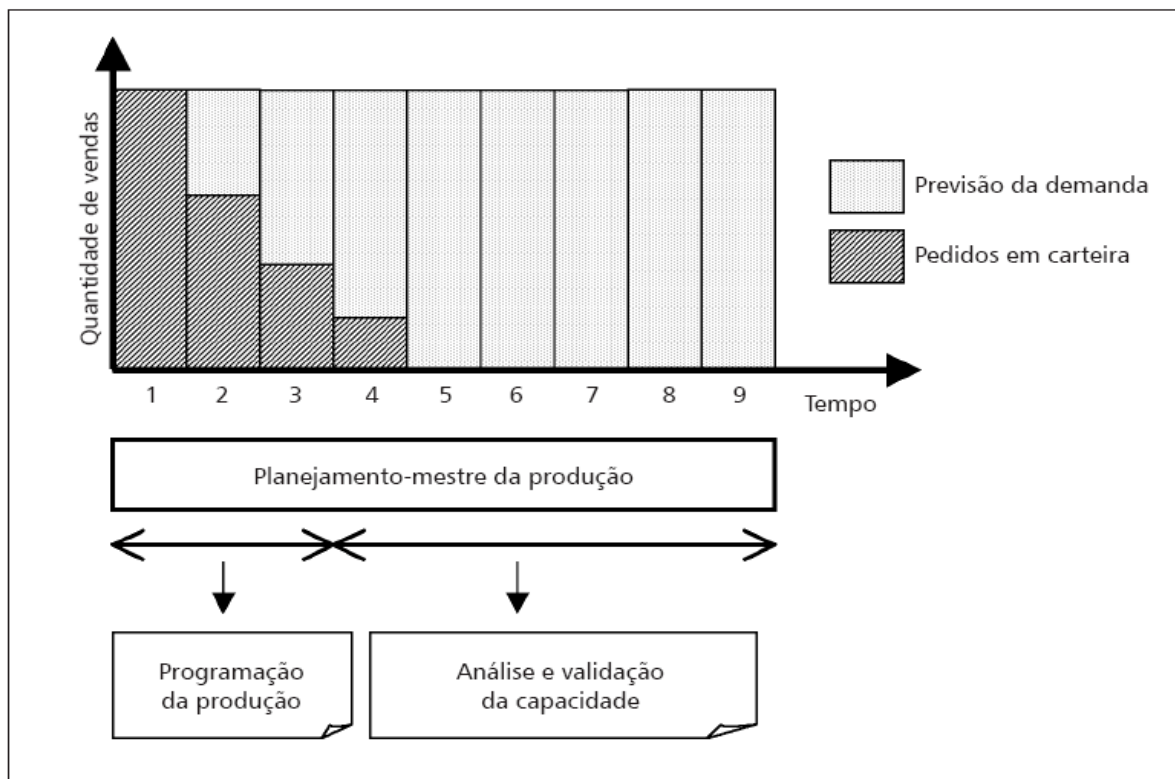 Quantidade de vendas
Previsão da demanda
Pedidos em carteira
1 2 3 4 5 6 7 8 9 Tempo
Planejamento-mestre da produção
Programação
da produção
Análise e validação
da capacidade